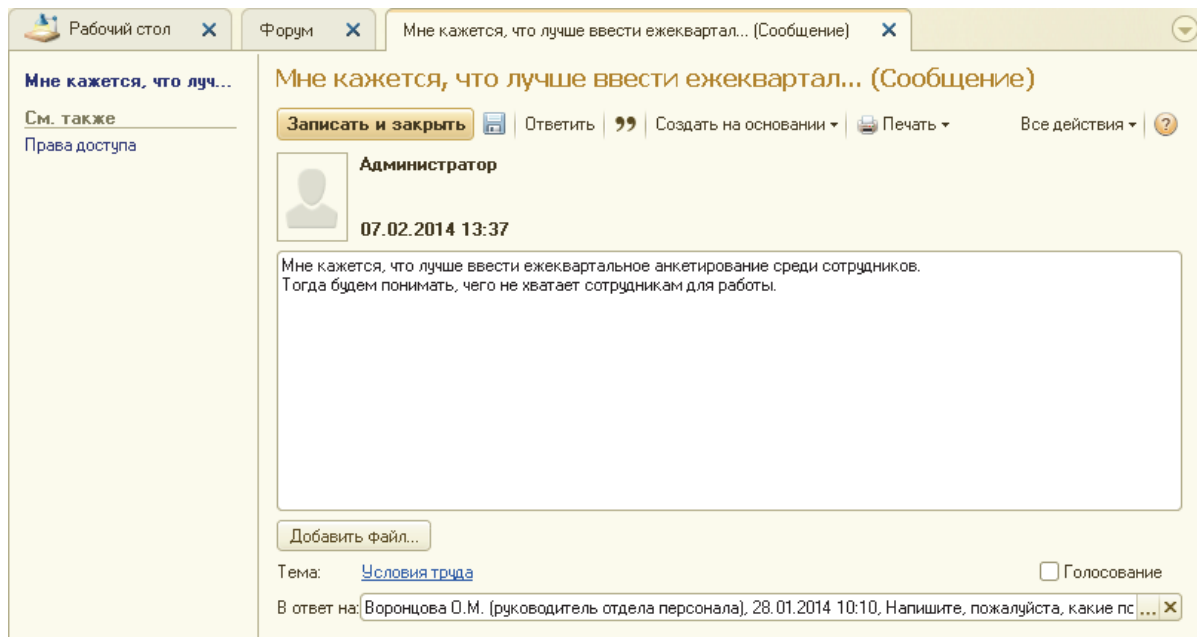 Рабочий стол
Форум
Мне кажется, что лучше ввести ежеквартал... (Сообщение)
Мне кажется, что луч...
См. также
Права доступа
Мне кажется, что лучше ввести ежеквартал... (Сообщение)
Записать и закрыть
Ответить
Создать на основании
Печать
Все действия
Администратор
07.02.2014 13:37
Мне кажется, что лучше ввести ежеквартальное анкетирование среди сотрудников.
Тогда будем понимать, чего не хватает сотрудникам для работы.
Добавить файл...
Тема: Условия труда
Голосование
В ответ на: Воронцова О.М. (руководитель отдела персонала), 28.01.2014 10:10, Напишите, пожалуйста, какие по ...